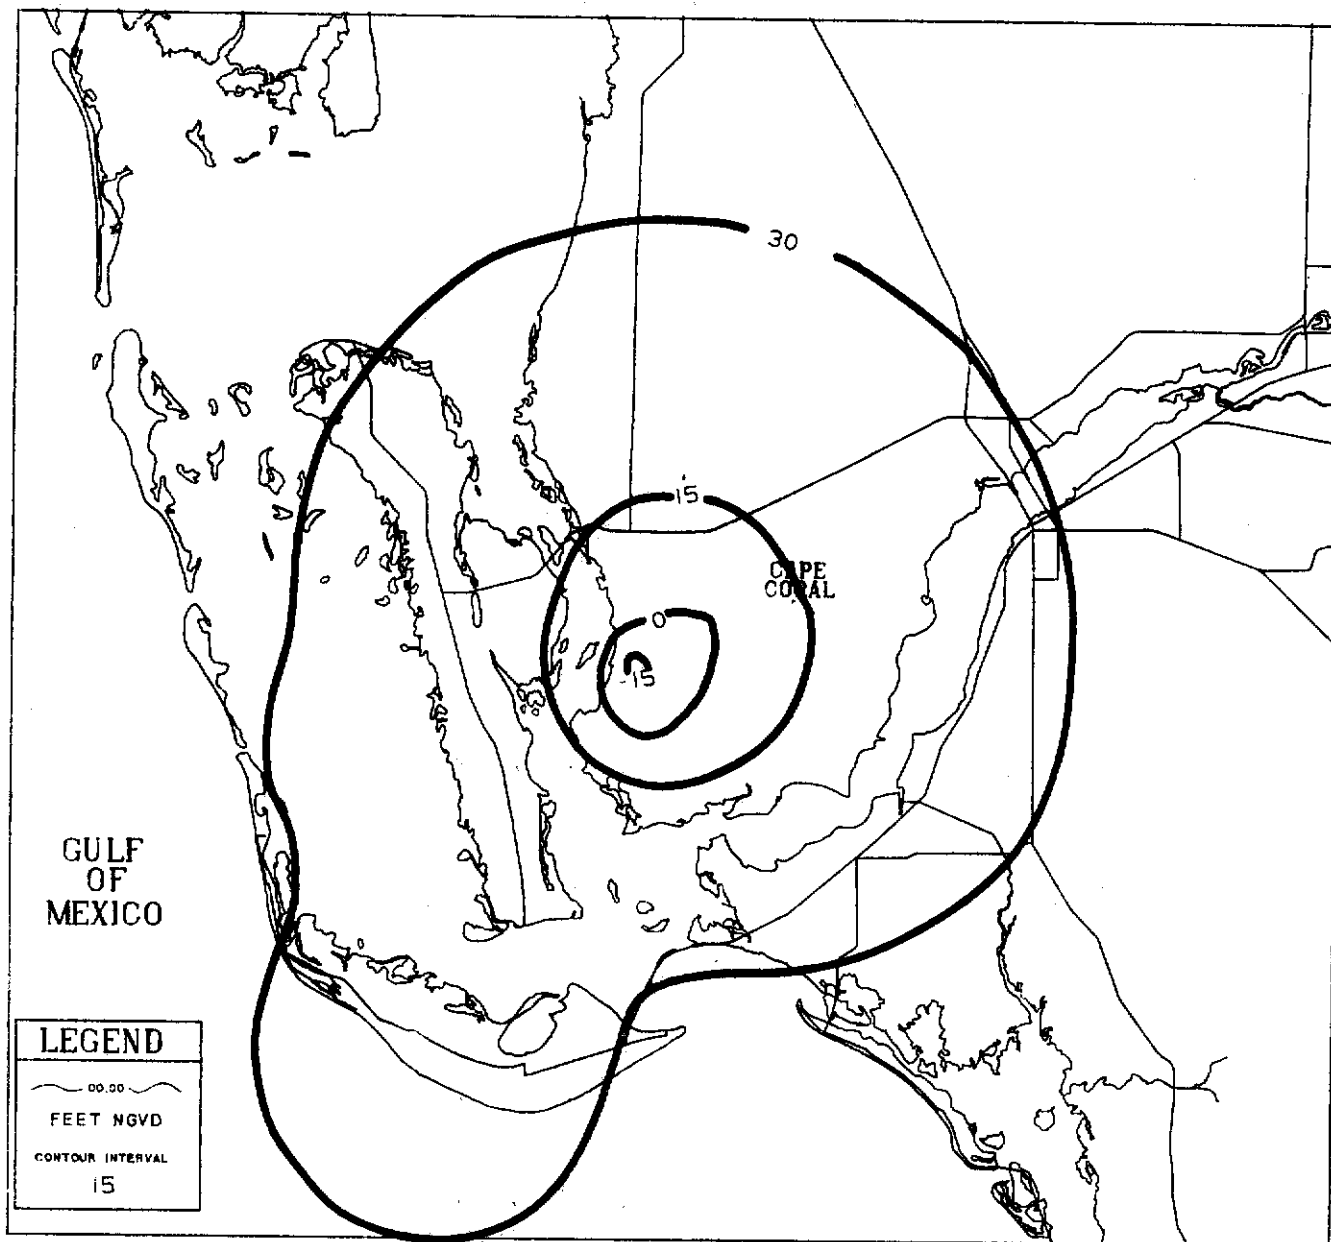 30
15
CAPE
CORAL
0
-15
GULF
OF
MEXICO
LEGEND
00.00
FEET NGVD
CONTOUR INTERVAL
15